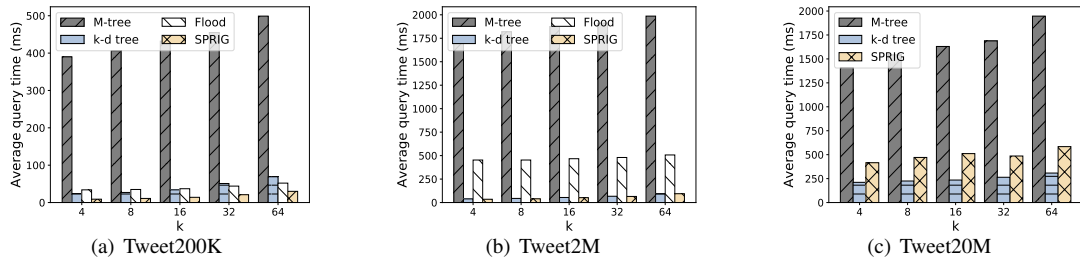 Average query time (ms)
500
400
300
200
100
0
M-tree
k-d tree
Flood
SPRIG
4 8 16 32 64
k
(a) Tweet200K
Average query time (ms)
2000
1750
1500
1250
1000
750
500
250
0
M-tree
k-d tree
Flood
SPRIG
4 8 16 32 64
k
(b) Tweet2M
Average query time (ms)
2000
1750
1500
1250
1000
750
500
250
0
M-tree
k-d tree
SPRIG
4 8 16 32 64
k
(c) Tweet20M